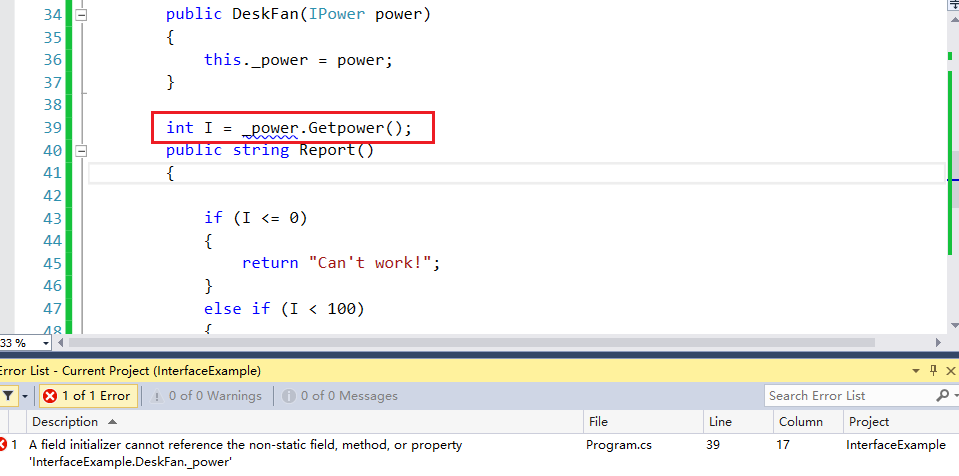 34 public DeskFan(IPower power)
35 {
36 this._power = power;
37 }
38
39 int I = _power.Getpower();
40 public string Report()
41 {
42
43 if (I <= 0)
44 {
45 return "Can't work!";
46 }
47 else if (I < 100)
48 {
33 %
Error List - Current Project (InterfaceExample)
1 of 1 Error 0 of 0 Warnings 0 of 0 Messages Search Error List
Description File Line Column Project
1 A field initializer cannot reference the non-static field, method, or property Program.cs 39 17 InterfaceExample
'InterfaceExample.DeskFan._power'